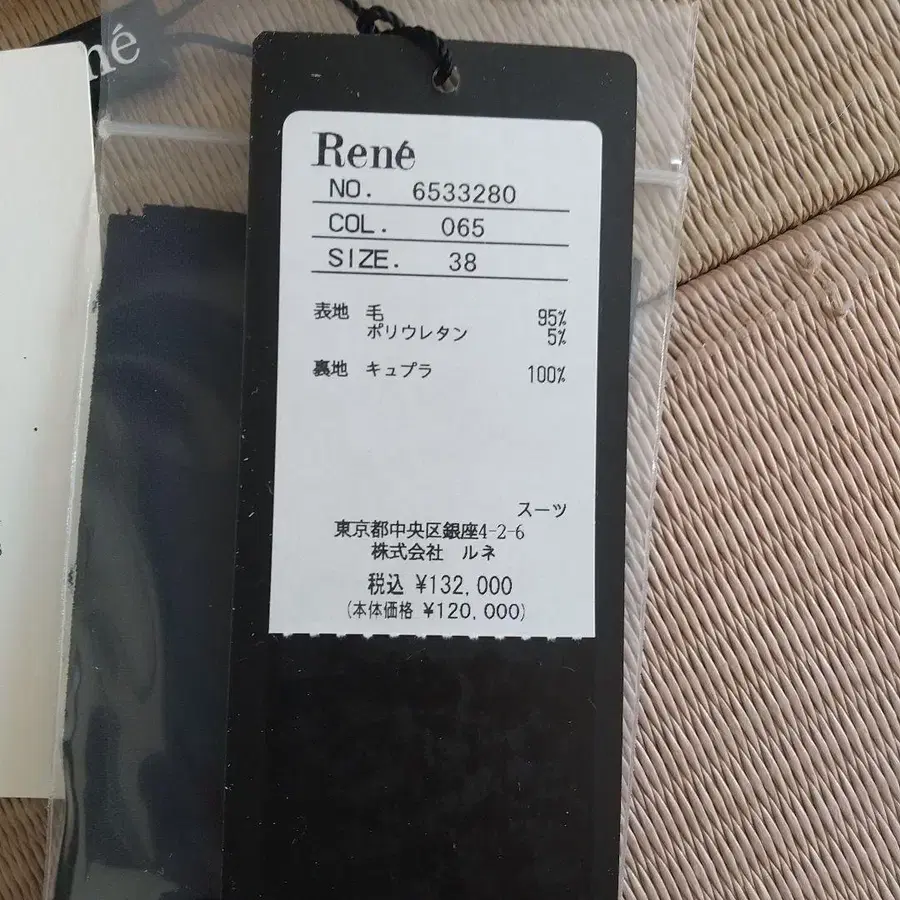 né
René
NO. 6533280
COL. 065
SIZE. 38
表地 毛 95%
ポリウレタン 5%
裏地 キュプラ 100%
スーツ
東京都中央区銀座4-2-6
株式会社 ルネ
税込 ¥132,000
(本体価格 ¥120,000)